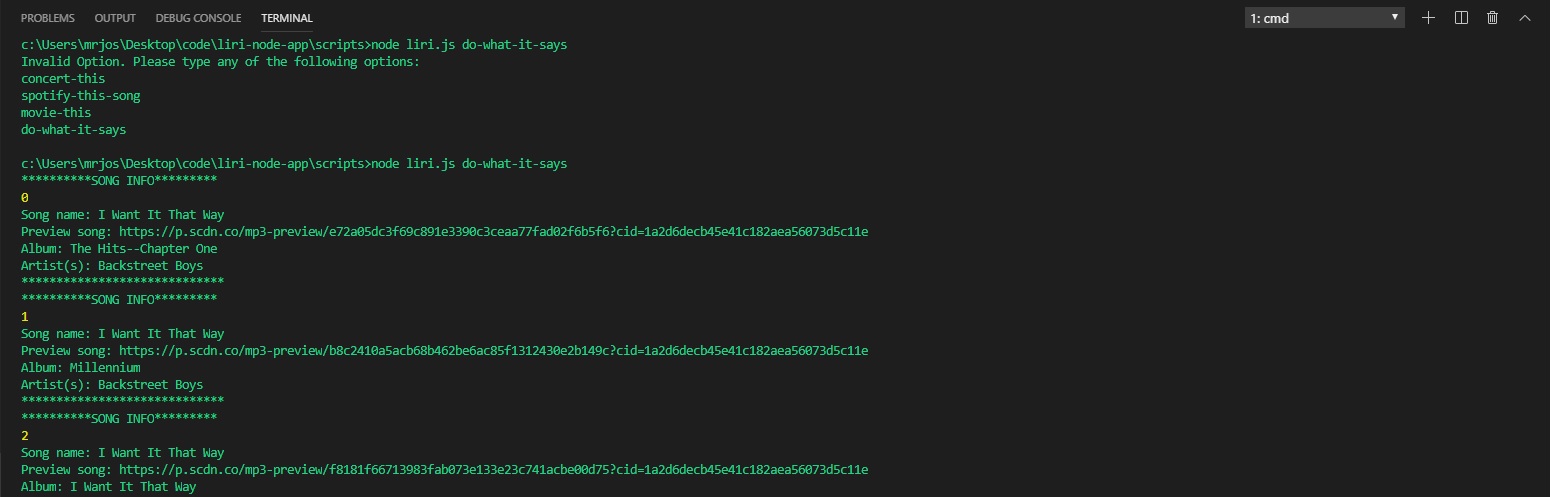 PROBLEMS OUTPUT DEBUG CONSOLE TERMINAL 1: cmd
c:\Users\mrjos\Desktop\code\liri-node-app\scripts>node liri.js do-what-it-says
Invalid Option. Please type any of the following options:
concert-this
spotify-this-song
movie-this
do-what-it-says
c:\Users\mrjos\Desktop\code\liri-node-app\scripts>node liri.js do-what-it-says
**********SONG INFO*********
0
Song name: I Want It That Way
Preview song: https://p.scdn.co/mp3-preview/e72a05dc3f69c891e3390c3ceaa77fad02f6b5f6?cid=1a2d6decb45e41c182aea56073d5c11e
Album: The Hits--Chapter One
Artist(s): Backstreet Boys
*****************************
**********SONG INFO*********
1
Song name: I Want It That Way
Preview song: https://p.scdn.co/mp3-preview/b8c2410a5acb68b462be6ac85f1312430e2b149c?cid=1a2d6decb45e41c182aea56073d5c11e
Album: Millennium
Artist(s): Backstreet Boys
*****************************
**********SONG INFO*********
2
Song name: I Want It That Way
Preview song: https://p.scdn.co/mp3-preview/f8181f66713983fab073e133e23c741acbe00d75?cid=1a2d6decb45e41c182aea56073d5c11e
Album: I Want It That Way